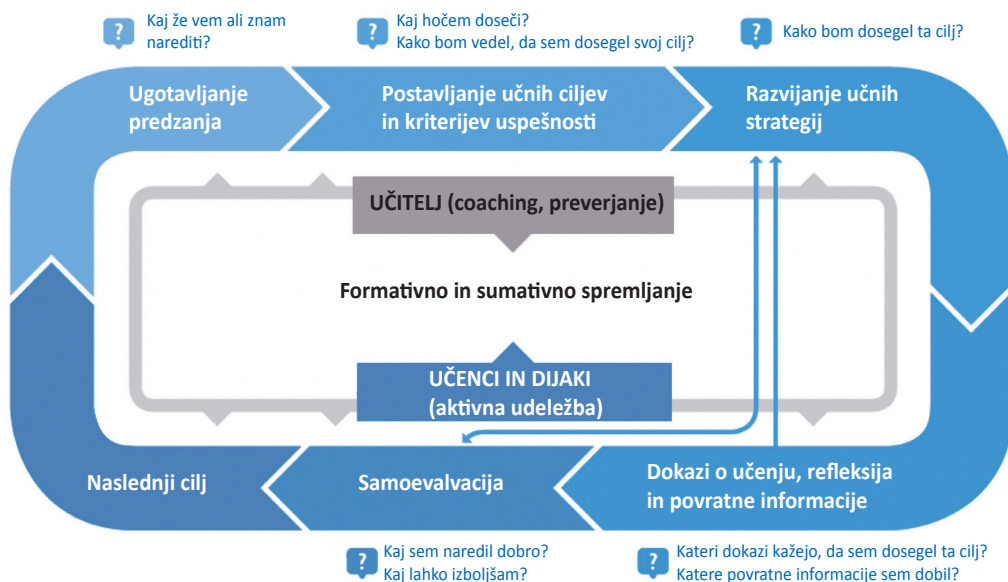 Kaj že vem ali znam
narediti?
Kaj hočem doseči?
Kako bom vedel, da sem dosegel svoj cilj?
Kako bom dosegel ta cilj?
Ugotavljanje
predzanja
Postavljanje učnih ciljev
in kriterijev uspešnosti
Razvijanje učnih
strategij
UČITELJ (coaching, preverjanje)
Formativno in sumativno spremljanje
UČENCI IN DIJAKI
(aktivna udeležba)
Naslednji cilj
Samoevalvacija
Dokazi o učenju, refleksija
in povratne informacije
Kaj sem naredil dobro?
Kaj lahko izboljšam?
Kateri dokazi kažejo, da sem dosegel ta cilj?
Katere povratne informacije sem dobil?